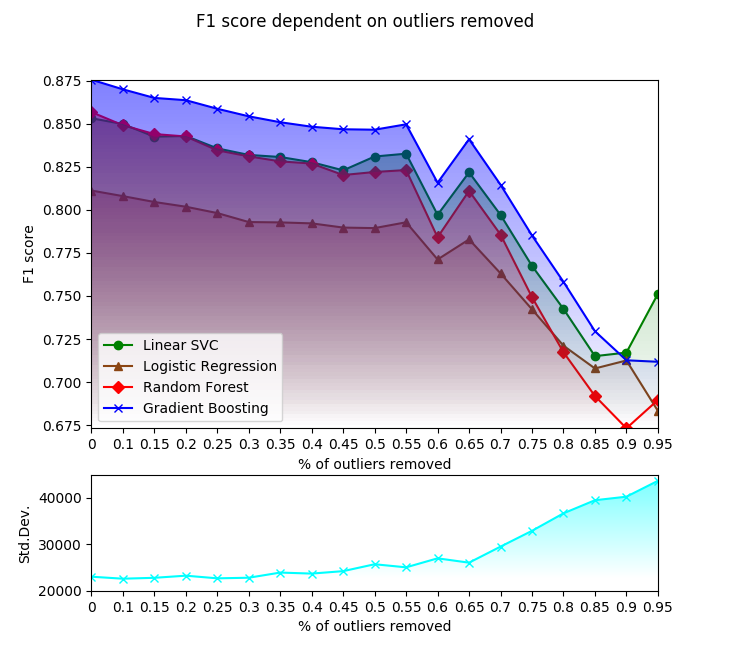 F1 score dependent on outliers removed
0.875
0.850
0.825
0.800
0.775
0.750
0.725
0.700
0.675
F1 score
Linear SVC
Logistic Regression
Random Forest
Gradient Boosting
0 0.1 0.15 0.2 0.25 0.3 0.35 0.4 0.45 0.5 0.55 0.6 0.65 0.7 0.75 0.8 0.85 0.9 0.95
% of outliers removed
40000
30000
20000
Std.Dev.
0 0.1 0.15 0.2 0.25 0.3 0.35 0.4 0.45 0.5 0.55 0.6 0.65 0.7 0.75 0.8 0.85 0.9 0.95
% of outliers removed